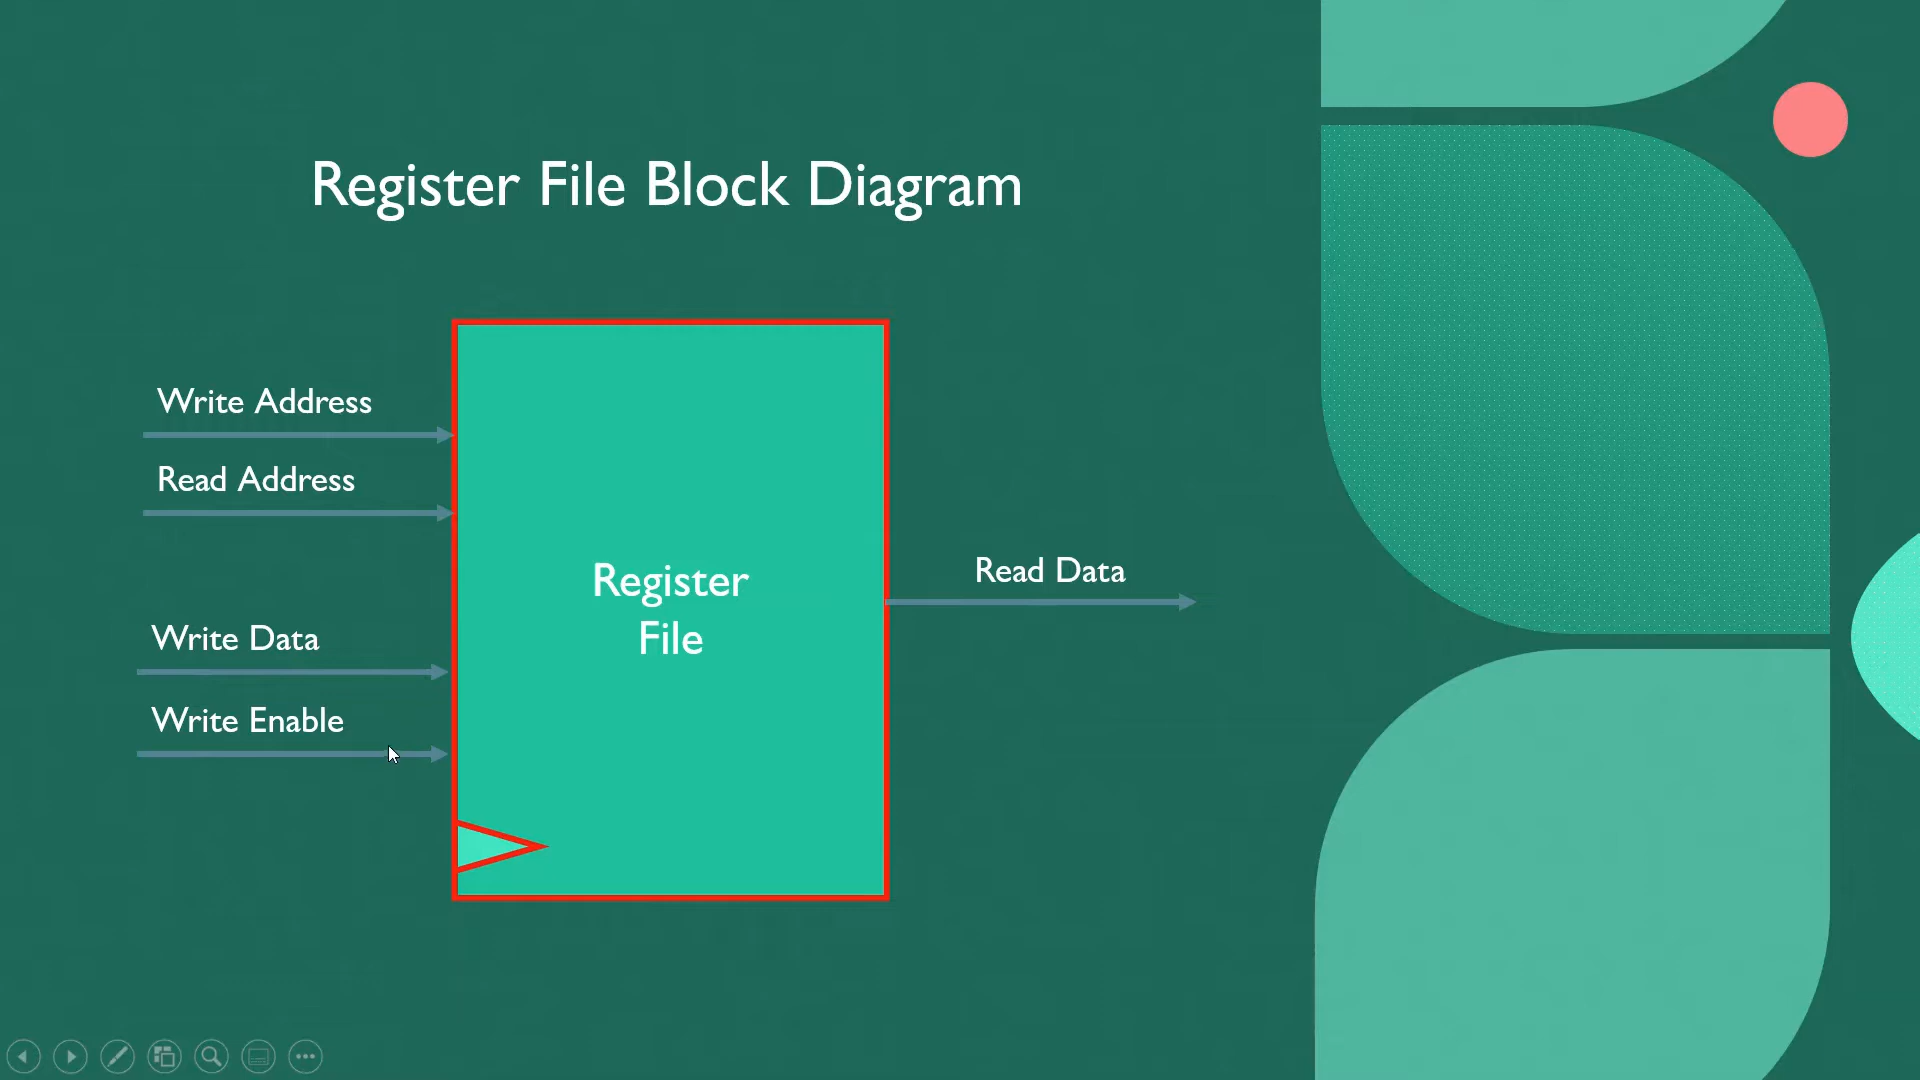 Register File Block Diagram
Write Address
Read Address
Register
File
Read Data
Write Data
Write Enable